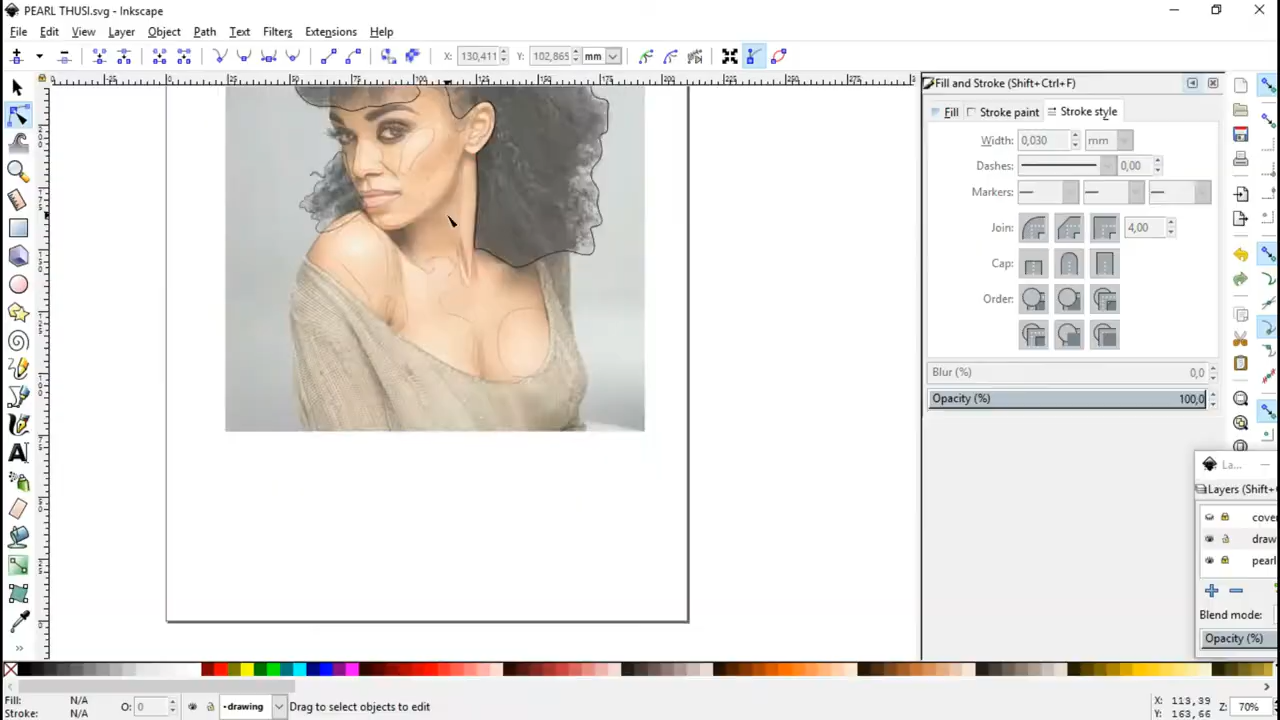 PEARL THUSI.svg - Inkscape
File Edit View Layer Object Path Text Filters Extensions Help
X: 130,411 Y: 102,865 mm
Fill and Stroke (Shift+Ctrl+F)
Fill Stroke paint Stroke style
Width: 0,030 mm
Dashes: 0,00
Markers:
Join: 4,00
Cap:
Order:
Blur (%) 0,0
Opacity (%) 100,0
La...
Layers (Shift+
cove
draw
pearl
Blend mode:
Opacity (%)
Fill: N/A
Stroke: N/A
O: 0
•drawing
Drag to select objects to edit
X: 113,39
Y: 163,66
Z: 70%